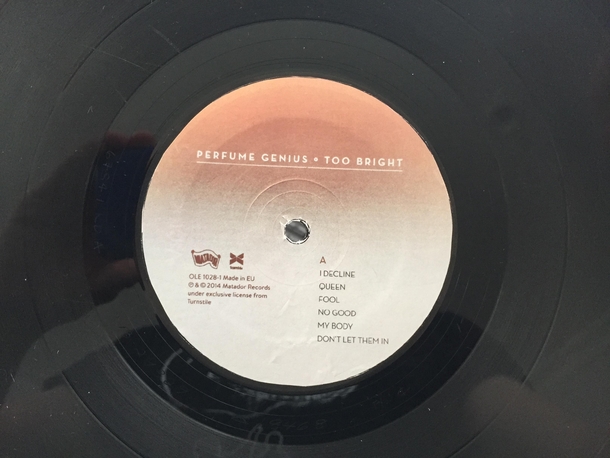 PERFUME GENIUS • TOO BRIGHT
MATADOR
OLE 1028-1 Made in EU
℗ & © 2014 Matador Records
under exclusive license from
Turnstile
A
I DECLINE
QUEEN
FOOL
NO GOOD
MY BODY
DON'T LET THEM IN